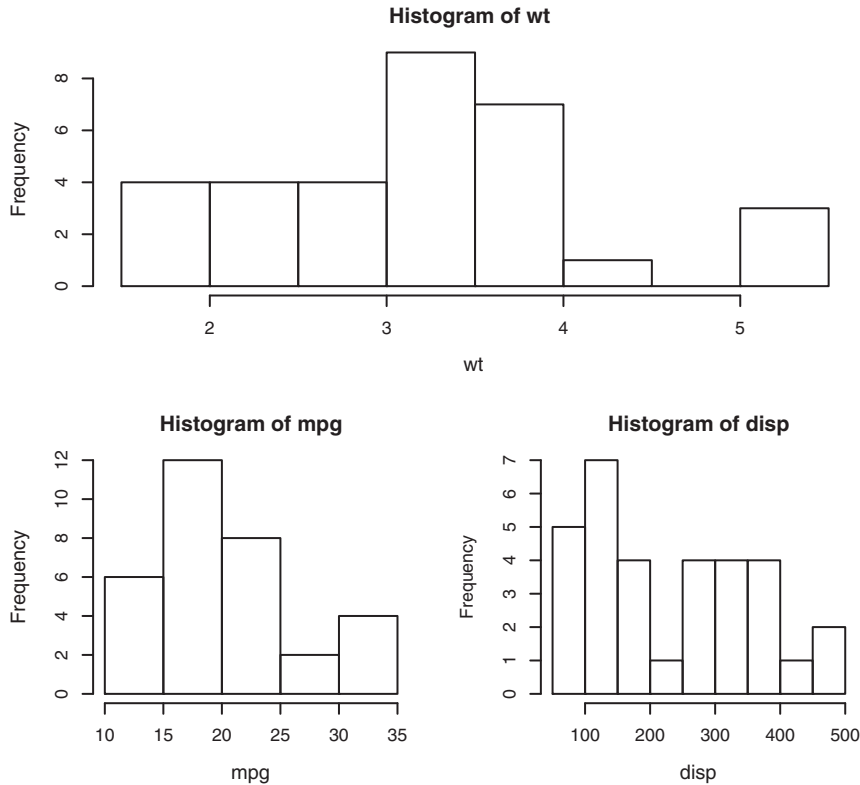 Histogram of wt
Frequency
0 2 4 6 8
2 3 4 5
wt
Histogram of mpg
Frequency
0 2 4 6 8 10 12
10 15 20 25 30 35
mpg
Histogram of disp
Frequency
0 1 2 3 4 5 6 7
100 200 300 400 500
disp